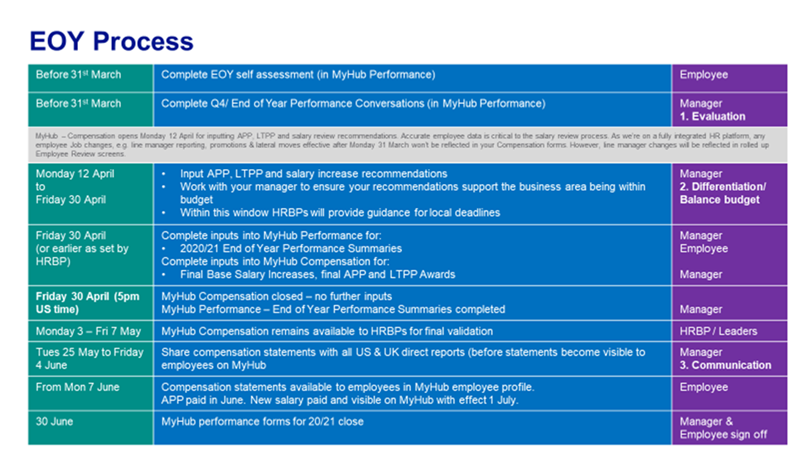 EOY Process
Before 31st March
Complete EOY self assessment (in MyHub Performance)
Employee
Before 31st March
Complete Q4/ End of Year Performance Conversations (in MyHub Performance)
Manager
1. Evaluation
MyHub – Compensation opens Monday 12 April for inputting APP, LTPP and salary review recommendations. Accurate employee data is critical to the salary review process. As we're on a fully integrated HR platform, any
employee Job changes, e.g. line manager reporting, promotions & lateral moves effective after Monday 31 March won't be reflected in your Compensation forms. However, line manager changes will be reflected in rolled up
Employee Review screens.
Monday 12 April
to
Friday 30 April
• Input APP, LTPP and salary increase recommendations
• Work with your manager to ensure your recommendations support the business area being within
budget
• Within this window HRBPs will provide guidance for local deadlines
Manager
2. Differentiation/
Balance budget
Friday 30 April
(or earlier as set by
HRBP)
Complete inputs into MyHub Performance for:
• 2020/21 End of Year Performance Summaries
Complete inputs into MyHub Compensation for:
• Final Base Salary Increases, final APP and LTPP Awards
Manager
Employee
Manager
Friday 30 April (5pm
US time)
MyHub Compensation closed – no further inputs
MyHub Performance – End of Year Performance Summaries completed
Manager
Monday 3 – Fri 7 May
MyHub Compensation remains available to HRBPs for final validation
HRBP / Leaders
Tues 25 May to Friday
4 June
Share compensation statements with all US & UK direct reports (before statements become visible to
employees on MyHub
Manager
3. Communication
From Mon 7 June
Compensation statements available to employees in MyHub employee profile.
APP paid in June. New salary paid and visible on MyHub with effect 1 July.
Employee
30 June
MyHub performance forms for 20/21 close
Manager &
Employee sign off